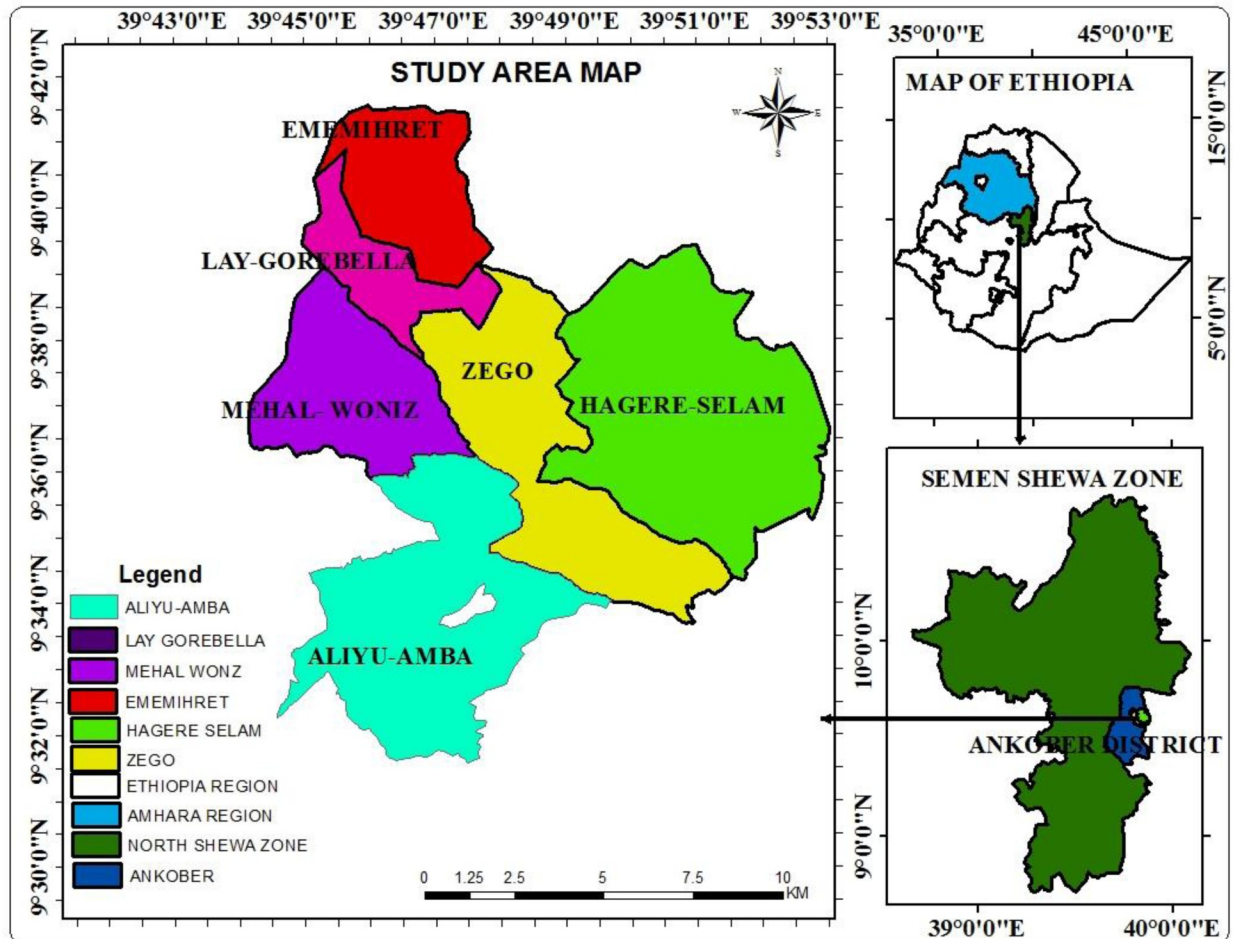 39°43'0"E 39°45'0"E 39°47'0"E 39°49'0"E 39°51'0"E 39°53'0"E
STUDY AREA MAP
N
W
E
S
9°42'0"N
9°40'0"N
9°38'0"N
9°36'0"N
9°34'0"N
9°32'0"N
9°30'0"N
EMEMIHRET
LAY-GOREBELLA
ZEGO
MEHAL- WONIZ
HAGERE-SELAM
ALIYU-AMBA
Legend
ALIYU-AMBA
LAY GOREBELLA
MEHAL WONZ
EMEMIHRET
HAGERE SELAM
ZEGO
ETHIOPIA REGION
AMHARA REGION
NORTH SHEWA ZONE
ANKOBER
0 1.25 2.5 5 7.5 10
KM
35°0'0"E 45°0'0"E
MAP OF ETHIOPIA
15°0'0"N
5°0'0"N
SEMEN SHEWA ZONE
ANKOBER DISTRICT
10°0'0"N
9°0'0"N
39°0'0"E 40°0'0"E